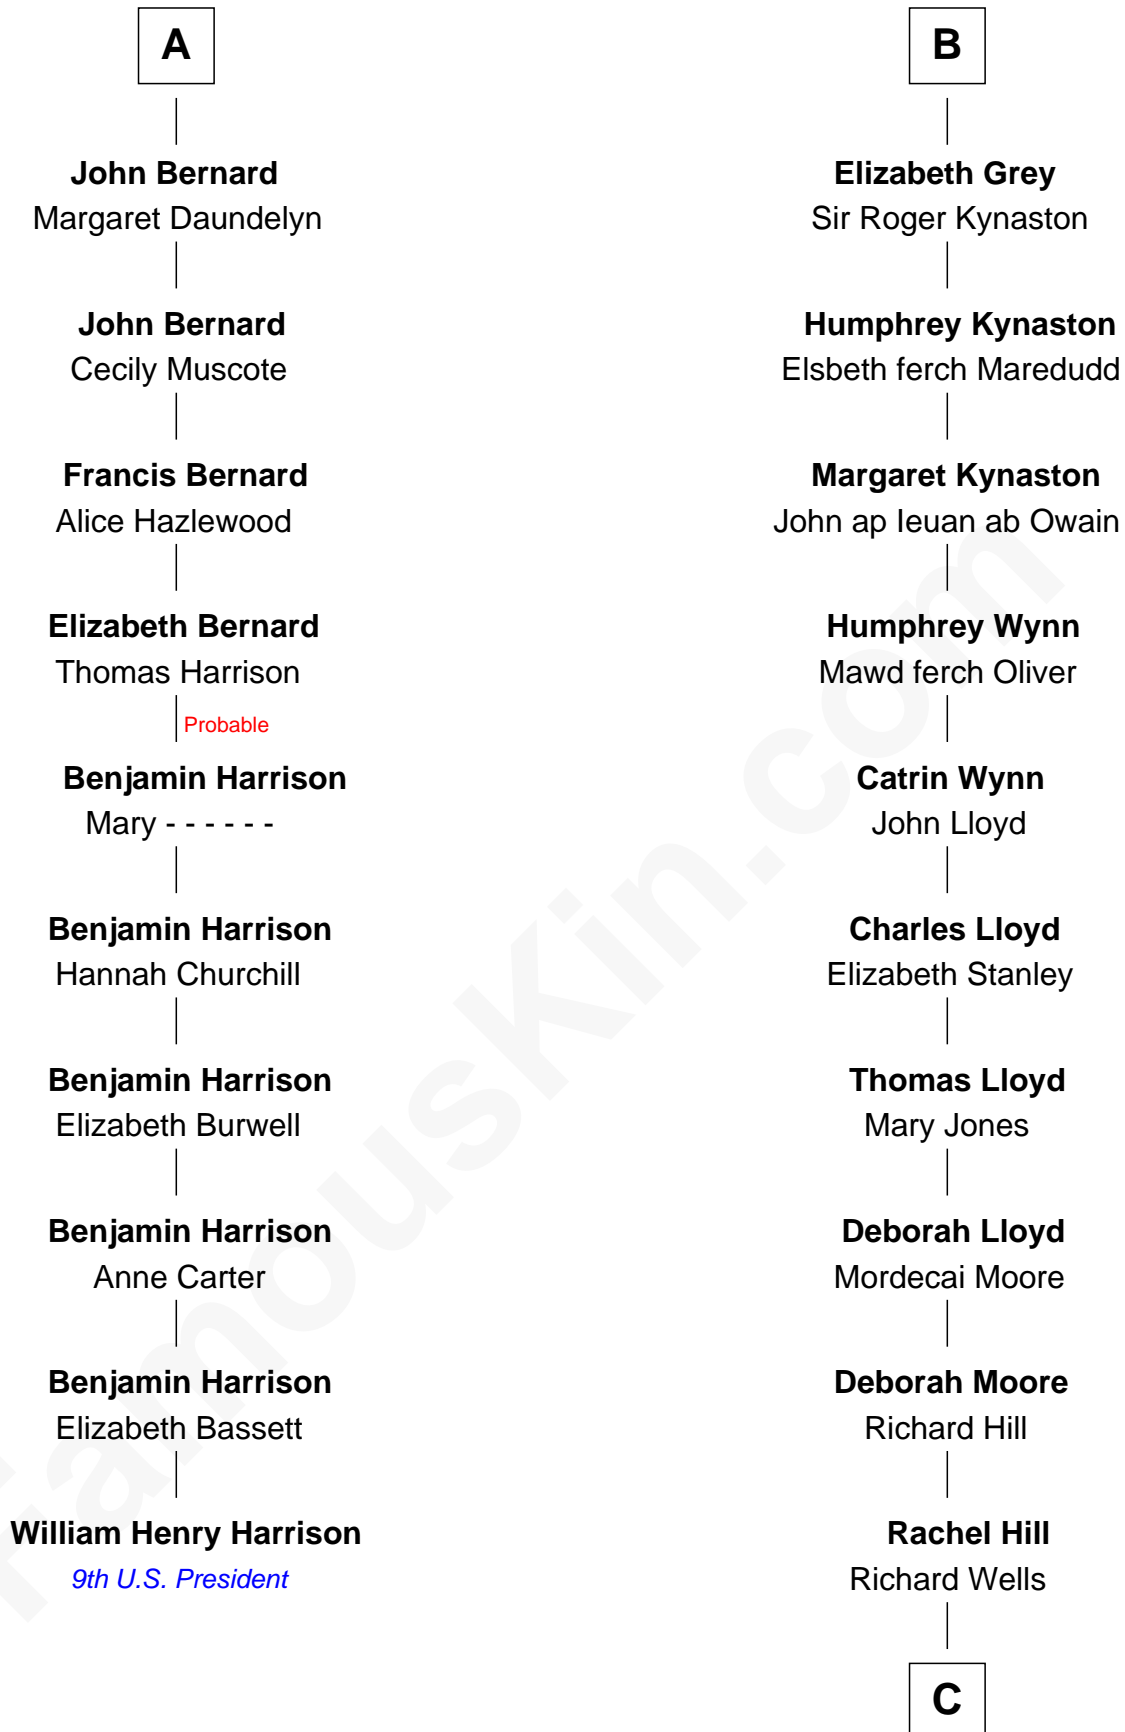 A
John Bernard
Margaret Daundelyn
John Bernard
Cecily Muscote
Francis Bernard
Alice Hazlewood
Elizabeth Bernard
Thomas Harrison
Probable
Benjamin Harrison
Mary - - - - - -
Benjamin Harrison
Hannah Churchill
Benjamin Harrison
Elizabeth Burwell
Benjamin Harrison
Anne Carter
Benjamin Harrison
Elizabeth Bassett
William Henry Harrison
9th U.S. President
B
Elizabeth Grey
Sir Roger Kynaston
Humphrey Kynaston
Elsbeth ferch Maredudd
Margaret Kynaston
John ap Ieuan ab Owain
Humphrey Wynn
Mawd ferch Oliver
Catrin Wynn
John Lloyd
Charles Lloyd
Elizabeth Stanley
Thomas Lloyd
Mary Jones
Deborah Lloyd
Mordecai Moore
Deborah Moore
Richard Hill
Rachel Hill
Richard Wells
C
FamousKin.com